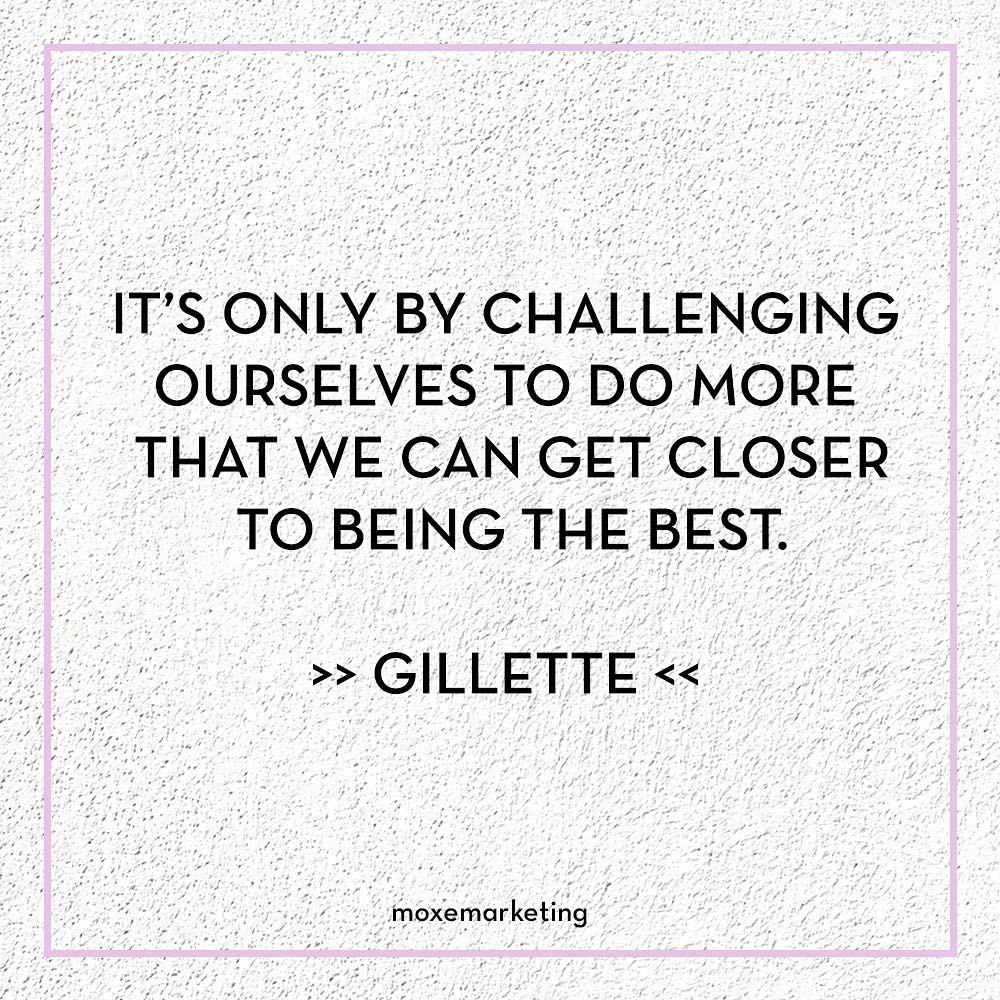 IT'S ONLY BY CHALLENGING
OURSELVES TO DO MORE
THAT WE CAN GET CLOSER
TO BEING THE BEST.
>> GILLETTE <<
moxemarketing